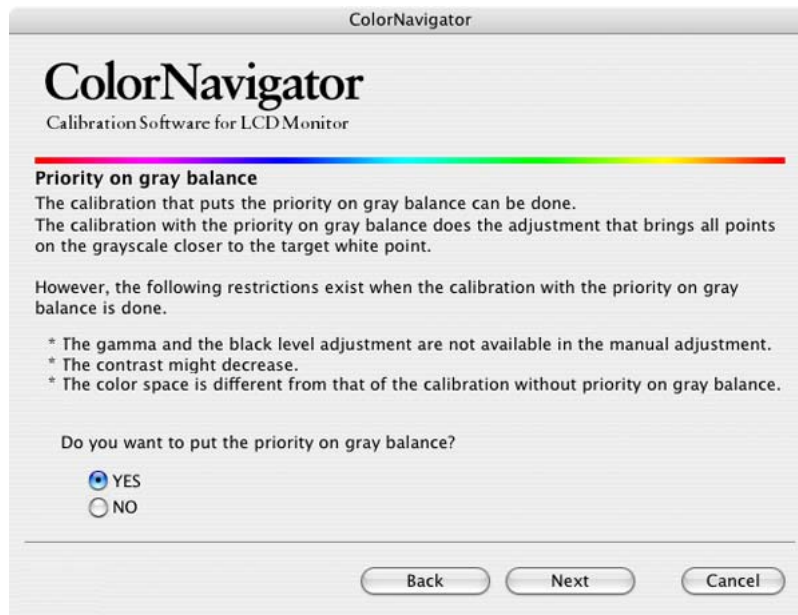 ColorNavigator
ColorNavigator
Calibration Software for LCD Monitor
Priority on gray balance
The calibration that puts the priority on gray balance can be done.
The calibration with the priority on gray balance does the adjustment that brings all points
on the grayscale closer to the target white point.
However, the following restrictions exist when the calibration with the priority on gray
balance is done.
* The gamma and the black level adjustment are not available in the manual adjustment.
* The contrast might decrease.
* The color space is different from that of the calibration without priority on gray balance.
Do you want to put the priority on gray balance?
YES
NO
Back Next Cancel